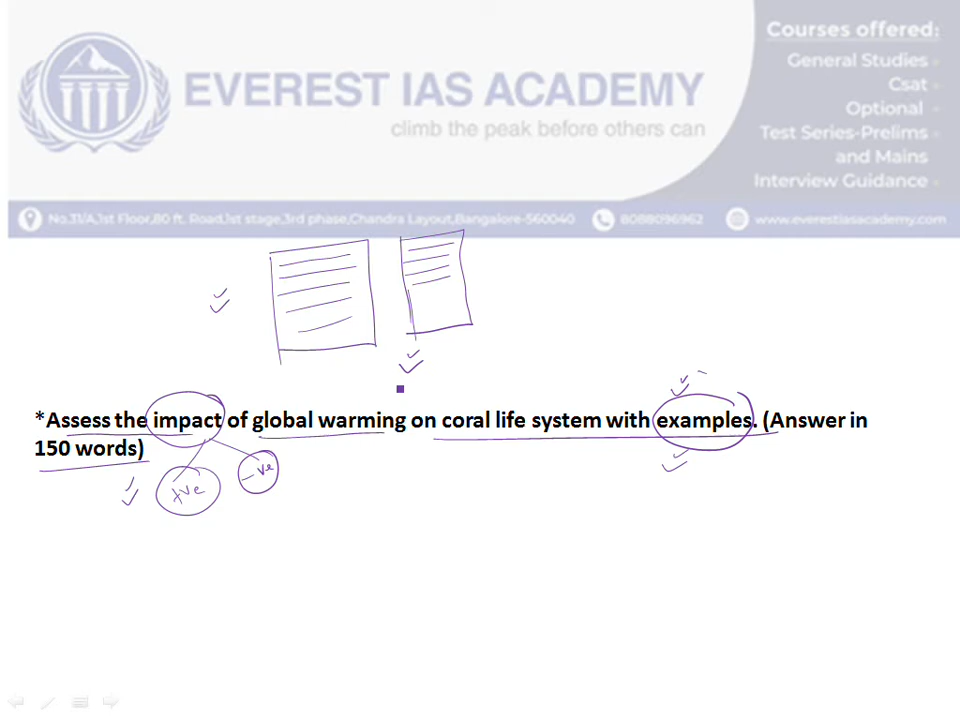 EVEREST IAS ACADEMY
climb the peak before others can
Courses offered:
General Studies
Csat
Optional
Test Series-Prelims
and Mains
Interview Guidance
No.31/A,1st Floor,80 ft. Road,1st stage,3rd phase,Chandra Layout,Bangalore-560040
8088096962
www.everestiasacademy.com
*Assess the impact of global warming on coral life system with examples. (Answer in
150 words)
+ve
-ve